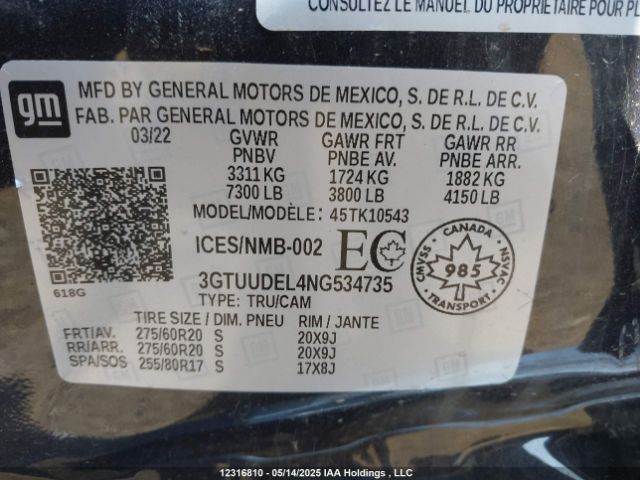 CONSULTEZ LE MANUEL DU PROPRIÉTAIRE POUR PL
gm
MFD BY GENERAL MOTORS DE MEXICO, S. DE R.L. DE C.V.
FAB. PAR GENERAL MOTORS DE MEXICO, S. DE R.L. DE C.V.
03/22 GVWR GAWR FRT GAWR RR
PNBV PNBE AV. PNBE ARR.
3311 KG 1724 KG 1882 KG
7300 LB 3800 LB 4150 LB
MODEL/MODÈLE: 45TK10543
ICES/NMB-002 EC
CANADA
CMVSS NSVAC
985
TRANSPORT
3GTUUDEL4NG534735
618G
TYPE: TRU/CAM
TIRE SIZE / DIM. PNEU RIM / JANTE
FRT/AV. 275/60R20 S 20X9J
RR/ARR. 275/60R20 S 20X9J
SPA/SOS 255/80R17 S 17X8J
12316810 - 05/14/2025 IAA Holdings , LLC